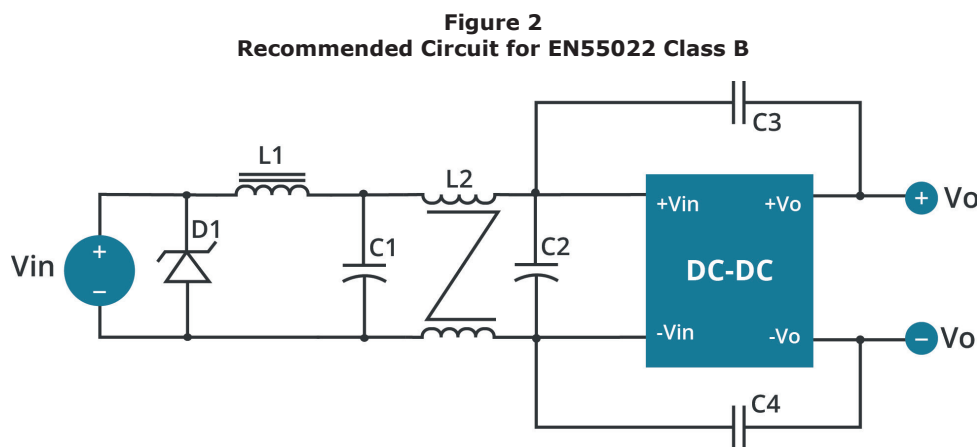 Figure 2
Recommended Circuit for EN55022 Class B
C3
L1
L2
+Vin
+Vo
+
Vo
D1
C1
C2
Vin
+
−
DC-DC
-Vin
-Vo
−
Vo
C4